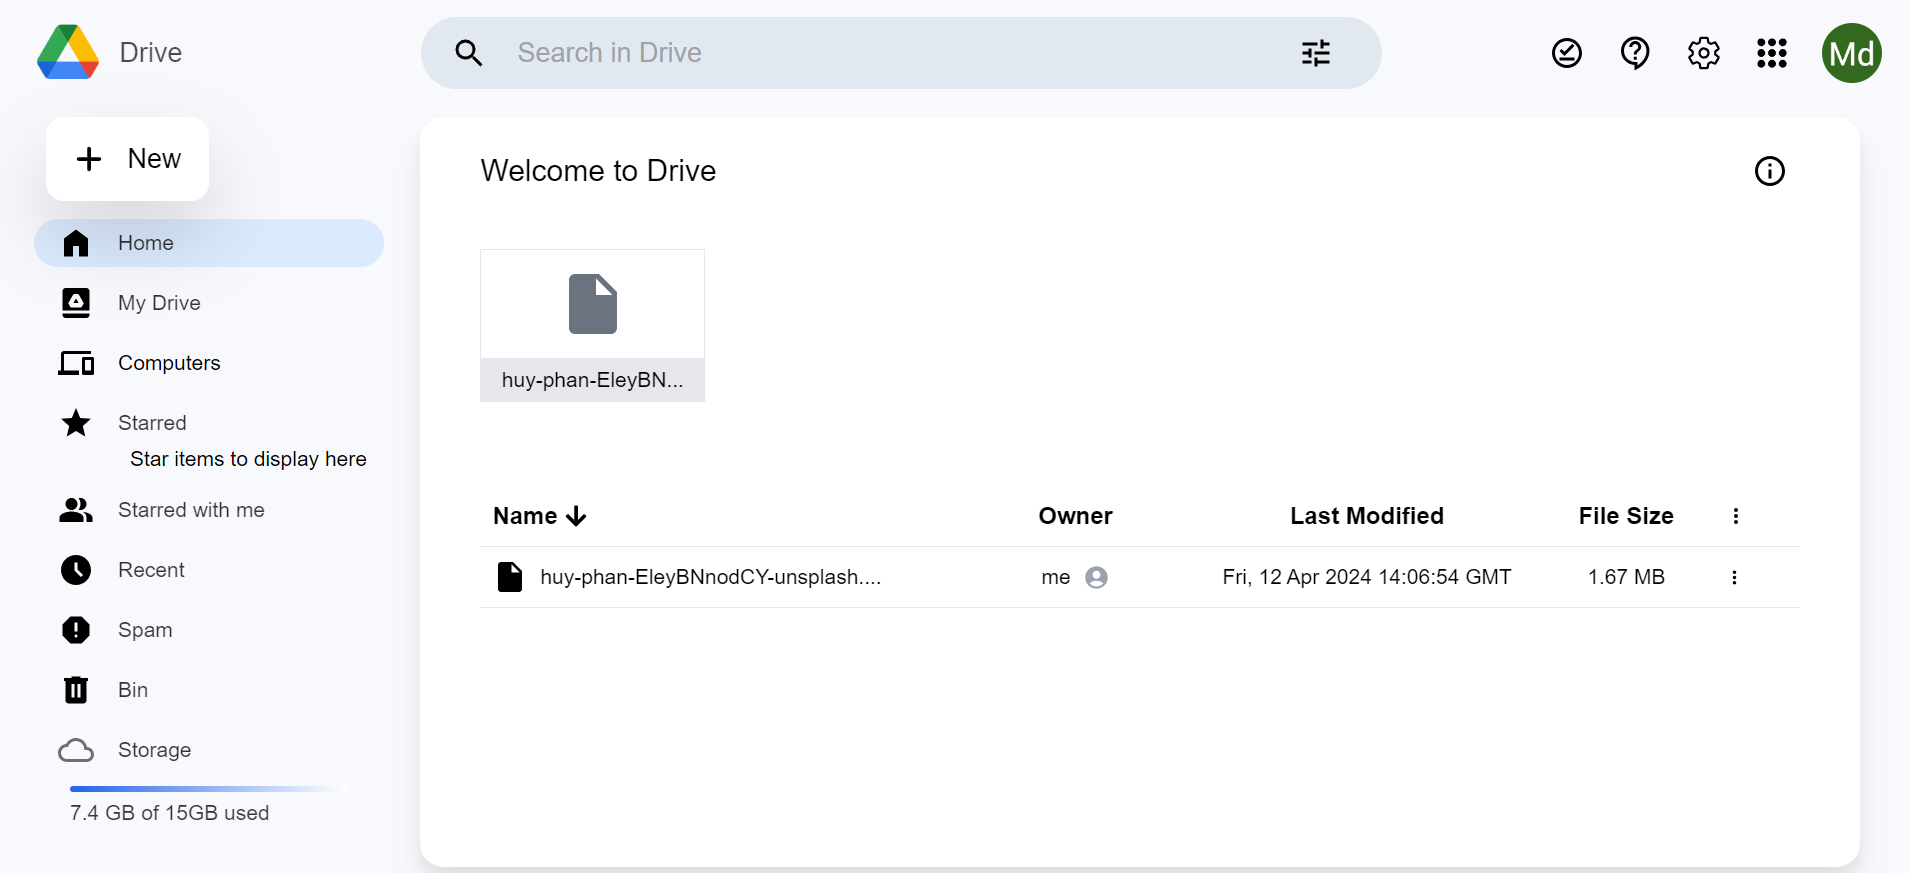 Drive
Search in Drive
Md
New
Welcome to Drive
Home
My Drive
Computers
Starred
Star items to display here
Starred with me
Recent
Spam
Bin
Storage
7.4 GB of 15GB used
huy-phan-EleyBN...
Name Owner Last Modified File Size
huy-phan-EleyBNnodCY-unsplash.... me Fri, 12 Apr 2024 14:06:54 GMT 1.67 MB